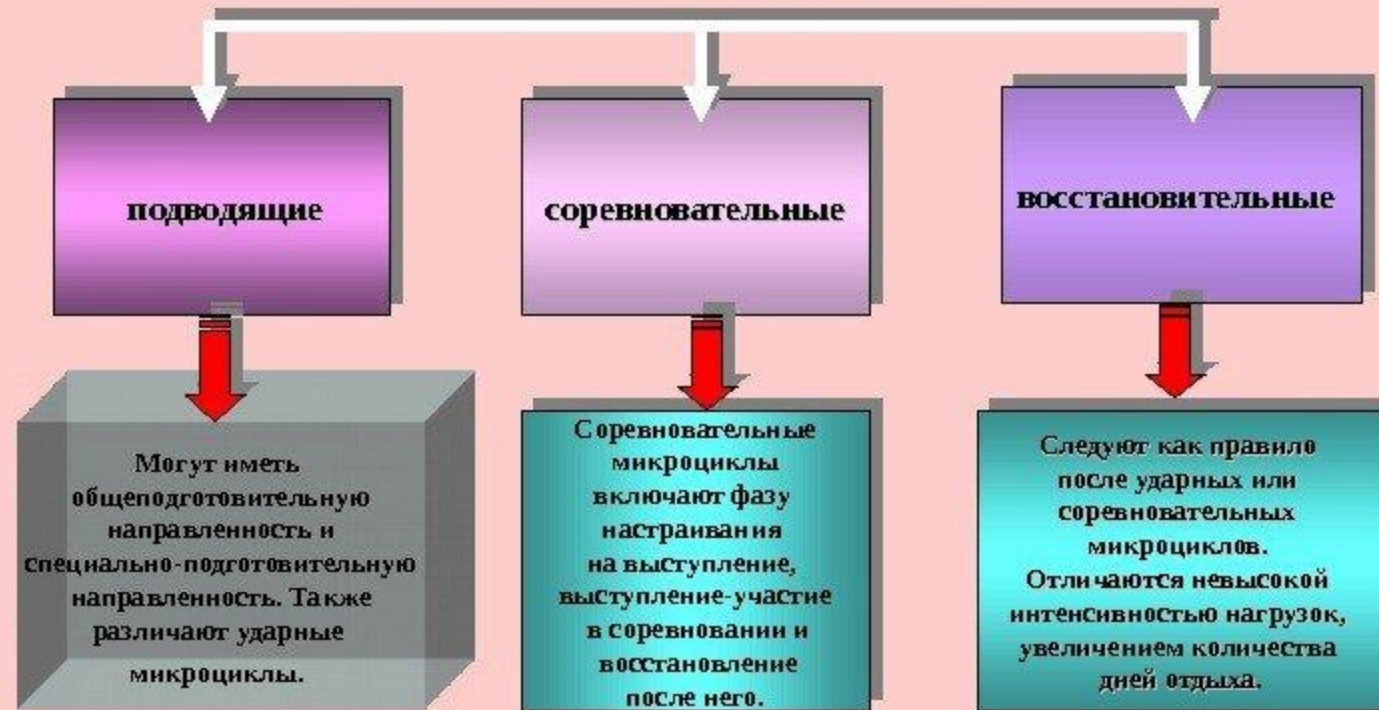 подводящие
соревновательные
восстановительные
Могут иметь
общеподготовительную
направленность и
специально-подготовительную
направленность. Также
различают ударные
микроциклы.
Соревновательные
микроциклы
включают фазу
настраивания
на выступление,
выступление-участие
в соревновании и
восстановление
после него.
Следуют как правило
после ударных или
соревновательных
микроциклов.
Отличаются невысокой
интенсивностью нагрузок,
увеличением количества
дней отдыха.